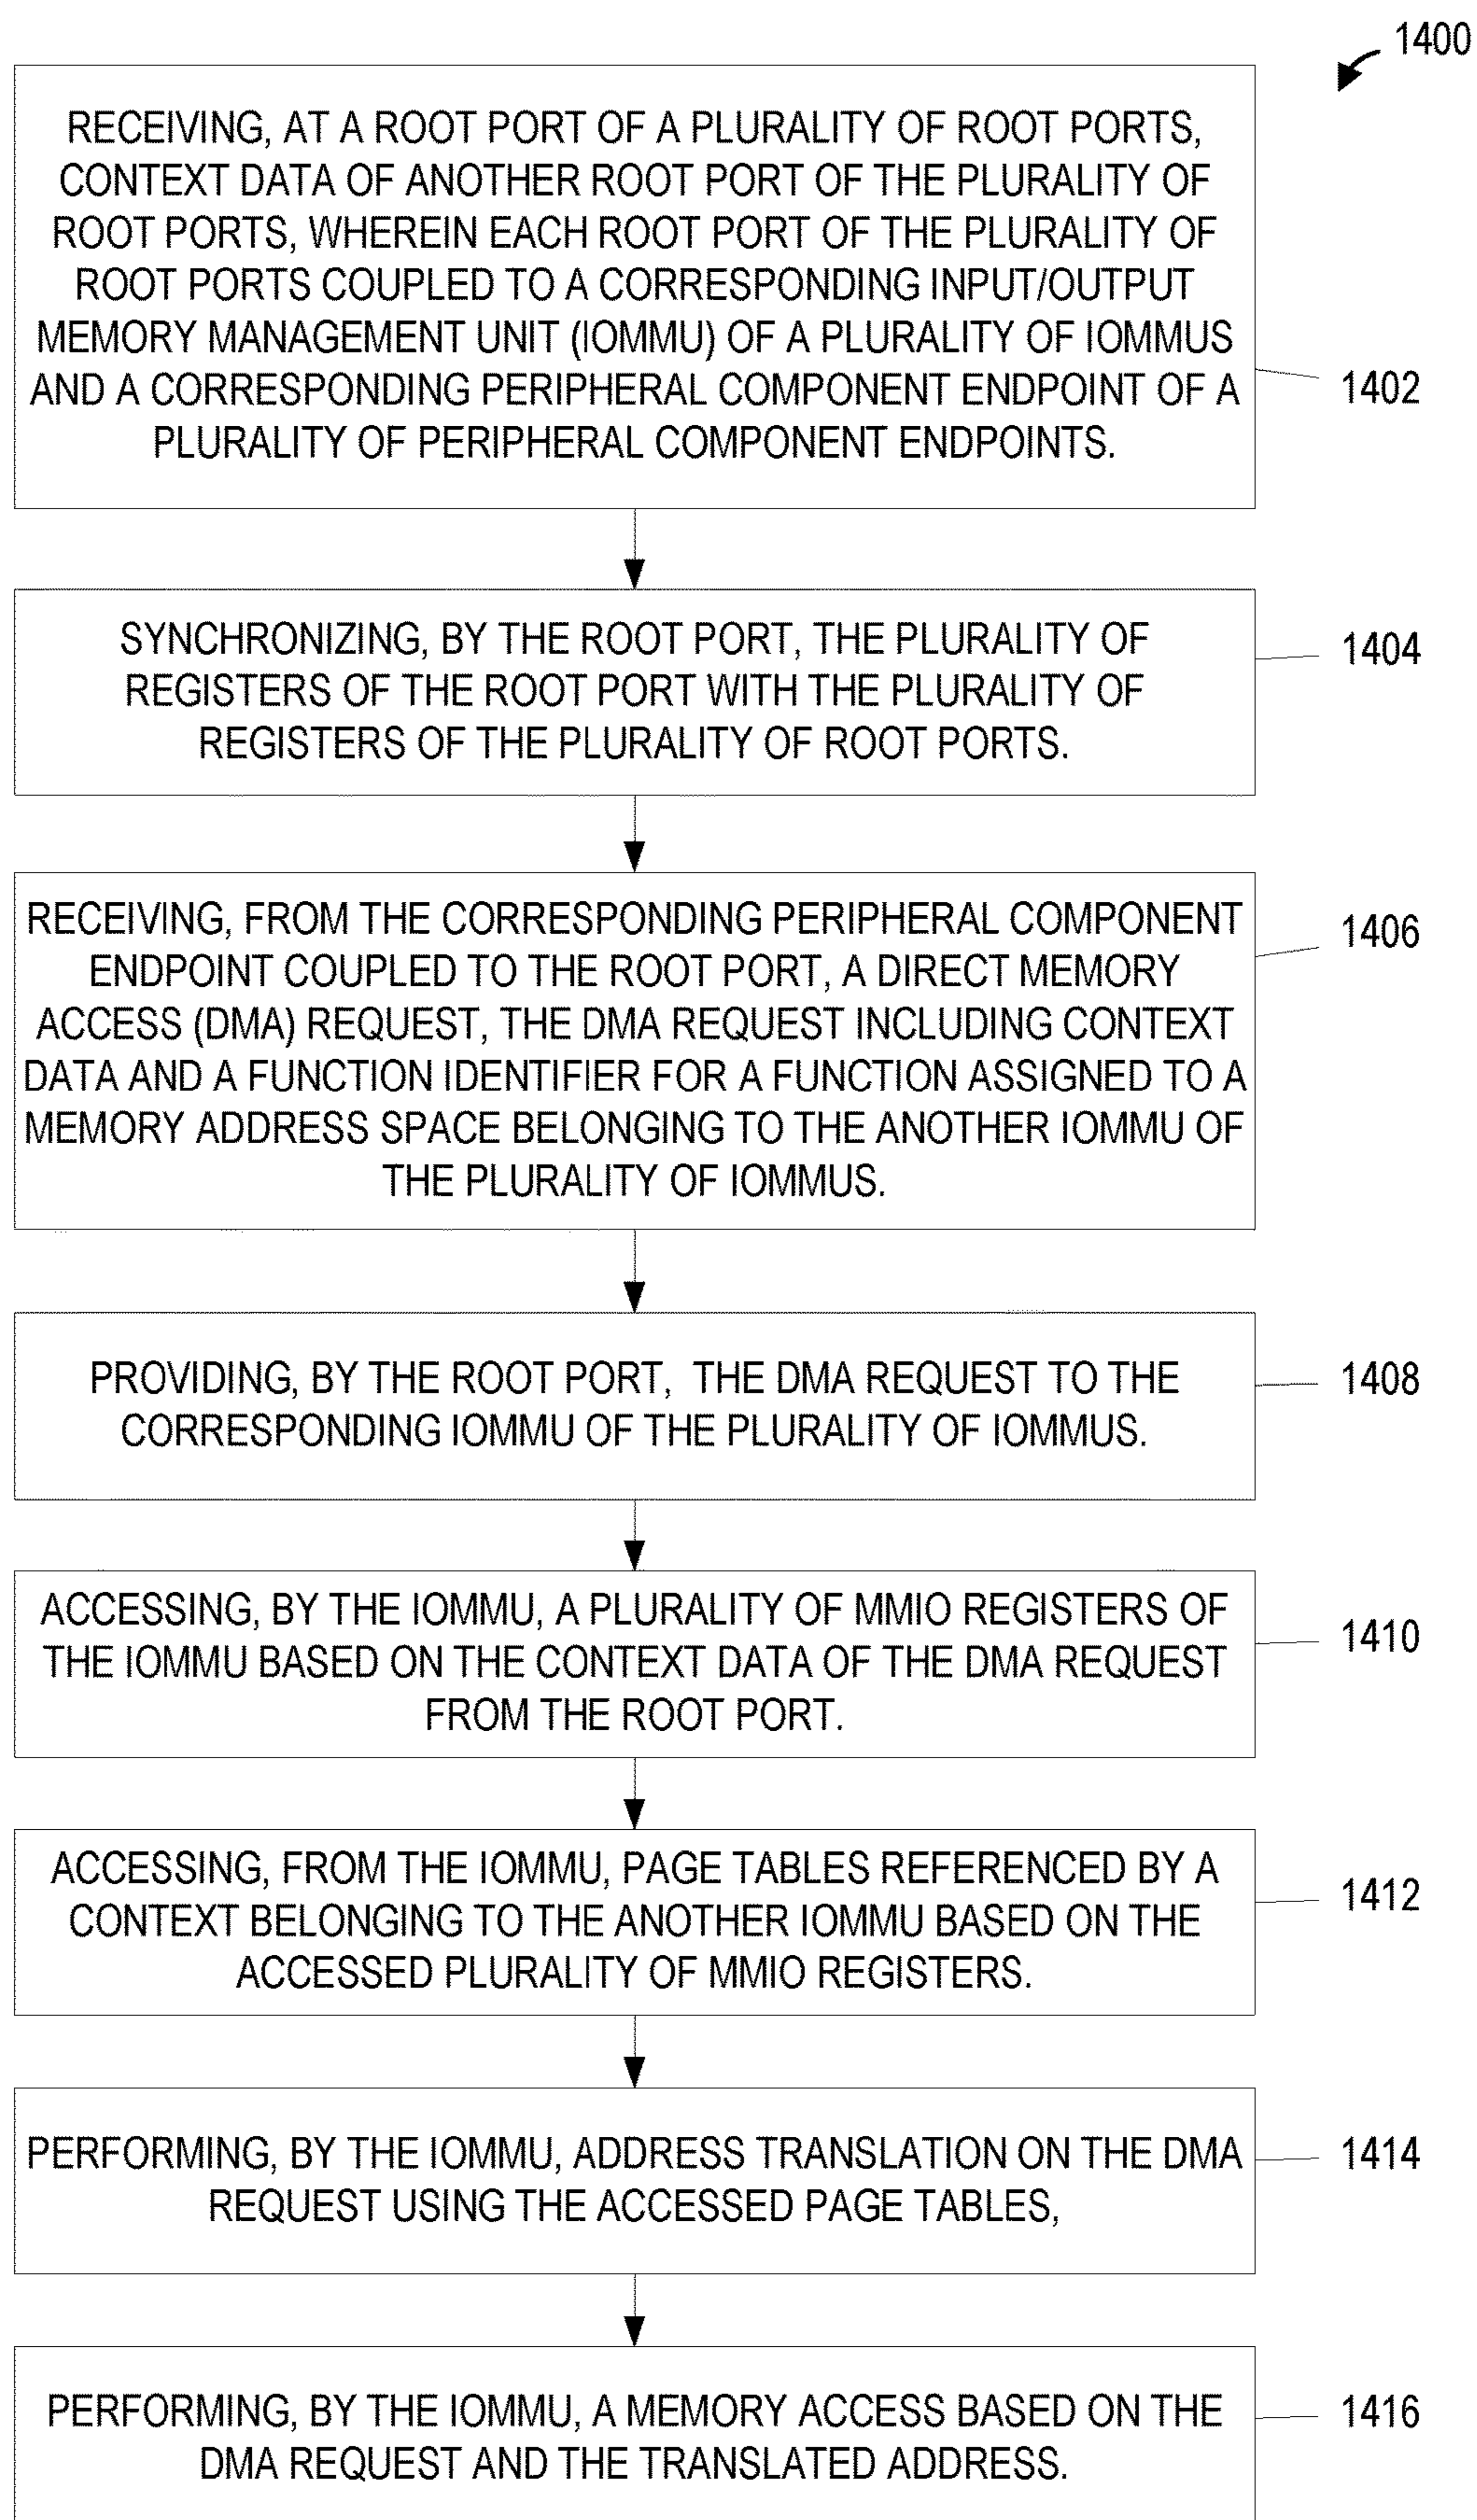 1400
RECEIVING, AT A ROOT PORT OF A PLURALITY OF ROOT PORTS,
CONTEXT DATA OF ANOTHER ROOT PORT OF THE PLURALITY OF
ROOT PORTS, WHEREIN EACH ROOT PORT OF THE PLURALITY OF
ROOT PORTS COUPLED TO A CORRESPONDING INPUT/OUTPUT
MEMORY MANAGEMENT UNIT (IOMMU) OF A PLURALITY OF IOMMUS
AND A CORRESPONDING PERIPHERAL COMPONENT ENDPOINT OF A
PLURALITY OF PERIPHERAL COMPONENT ENDPOINTS.
1402
SYNCHRONIZING, BY THE ROOT PORT, THE PLURALITY OF
REGISTERS OF THE ROOT PORT WITH THE PLURALITY OF
REGISTERS OF THE PLURALITY OF ROOT PORTS.
1404
RECEIVING, FROM THE CORRESPONDING PERIPHERAL COMPONENT
ENDPOINT COUPLED TO THE ROOT PORT, A DIRECT MEMORY
ACCESS (DMA) REQUEST, THE DMA REQUEST INCLUDING CONTEXT
DATA AND A FUNCTION IDENTIFIER FOR A FUNCTION ASSIGNED TO A
MEMORY ADDRESS SPACE BELONGING TO THE ANOTHER IOMMU OF
THE PLURALITY OF IOMMUS.
1406
PROVIDING, BY THE ROOT PORT, THE DMA REQUEST TO THE
CORRESPONDING IOMMU OF THE PLURALITY OF IOMMUS.
1408
ACCESSING, BY THE IOMMU, A PLURALITY OF MMIO REGISTERS OF
THE IOMMU BASED ON THE CONTEXT DATA OF THE DMA REQUEST
FROM THE ROOT PORT.
1410
ACCESSING, FROM THE IOMMU, PAGE TABLES REFERENCED BY A
CONTEXT BELONGING TO THE ANOTHER IOMMU BASED ON THE
ACCESSED PLURALITY OF MMIO REGISTERS.
1412
PERFORMING, BY THE IOMMU, ADDRESS TRANSLATION ON THE DMA
REQUEST USING THE ACCESSED PAGE TABLES,
1414
PERFORMING, BY THE IOMMU, A MEMORY ACCESS BASED ON THE
DMA REQUEST AND THE TRANSLATED ADDRESS.
1416